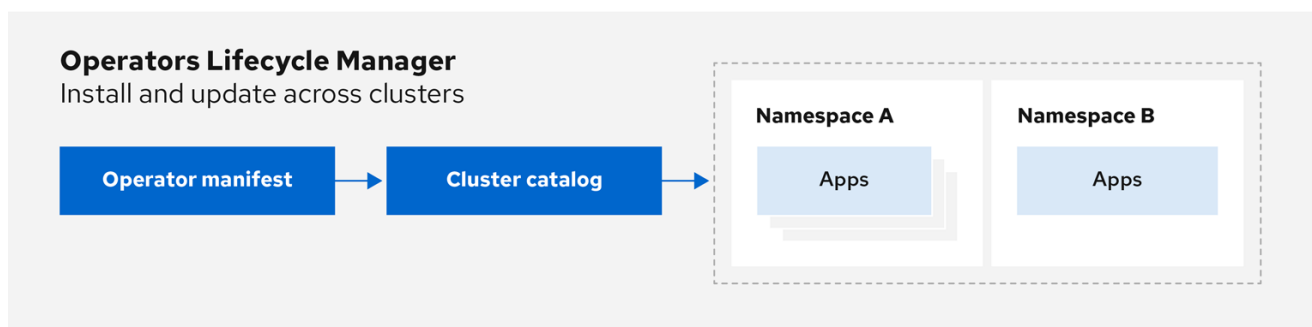 Operators Lifecycle Manager
Install and update across clusters
Operator manifest
Cluster catalog
Namespace A
Apps
Namespace B
Apps